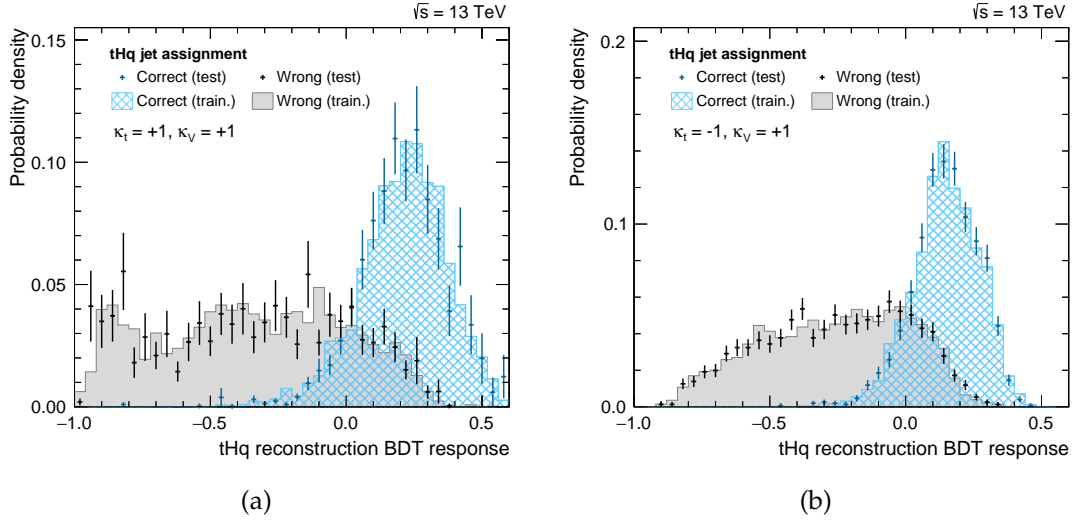 √s = 13 TeV
Probability density
0.15
0.10
0.05
0.00
tHq jet assignment
Correct (test) Wrong (test)
Correct (train.) Wrong (train.)
κt = +1, κV = +1
−1.0 −0.5 0.0 0.5
tHq reconstruction BDT response
(a)
√s = 13 TeV
Probability density
0.2
0.1
0.0
tHq jet assignment
Correct (test) Wrong (test)
Correct (train.) Wrong (train.)
κt = -1, κV = +1
−1.0 −0.5 0.0 0.5
tHq reconstruction BDT response
(b)